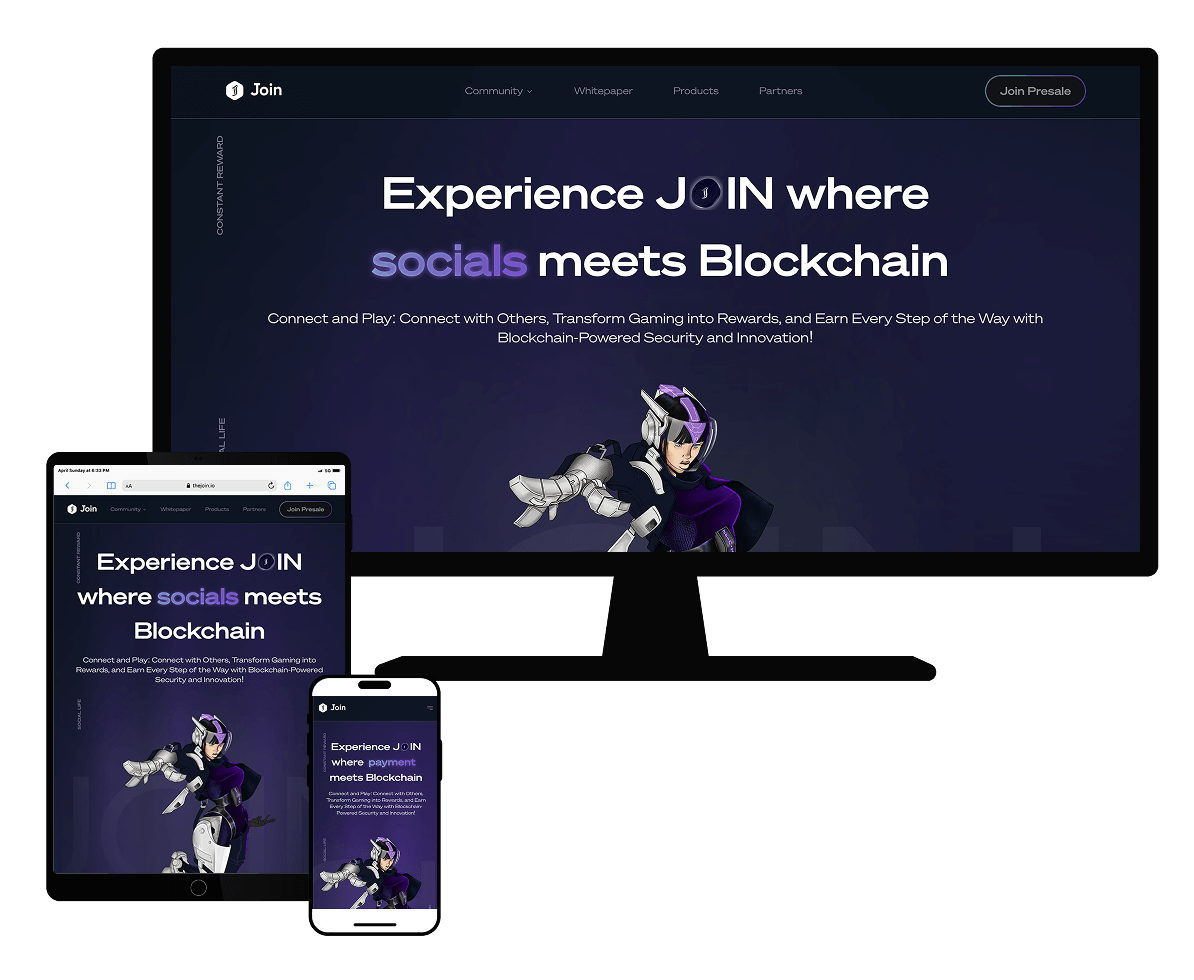 Join
Community
Whitepaper
Products
Partners
Join Presale
CONSTANT REWARD
Experience JOIN where
socials meets Blockchain
Connect and Play: Connect with Others, Transform Gaming into Rewards, and Earn Every Step of the Way with
Blockchain-Powered Security and Innovation!
AL LIFE
JOIN J
April Sunday at 6:33 PM
5G
AA
thejoin.io
Join
Community
Whitepaper
Products
Partners
Join Presale
CONSTANT REWARD
Experience JOIN
where socials meets
Blockchain
Connect and Play: Connect with Others, Transform Gaming into
Rewards, and Earn Every Step of the Way with Blockchain-Powered
Security and Innovation!
SOCIAL LIFE
JOIN
Join
CONSTANT REWARD
Experience JOIN
where payment
meets Blockchain
Connect and Play: Connect with Others,
Transform Gaming into Rewards, and Earn
Every Step of the Way with Blockchain-
Powered Security and Innovation!
SOCIAL LIFE